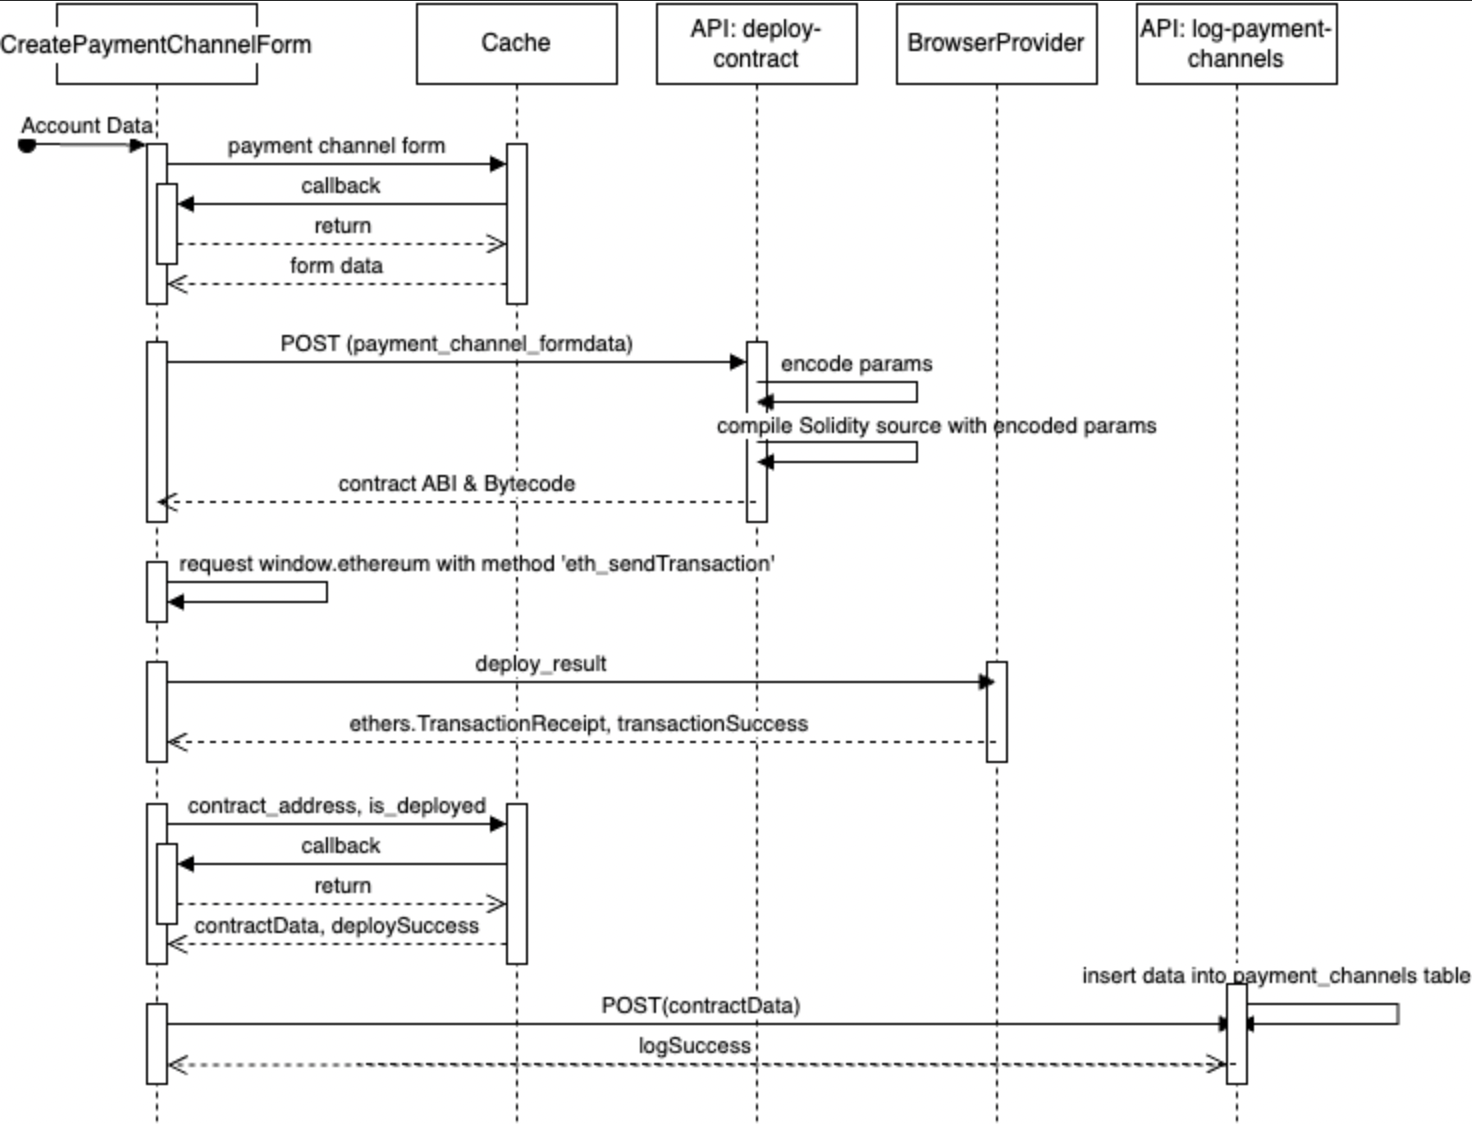 CreatePaymentChannelForm
Cache
API: deploy-
contract
BrowserProvider
API: log-payment-
channels
Account Data
payment channel form
callback
return
form data
POST (payment_channel_formdata)
encode params
compile Solidity source with encoded params
contract ABI & Bytecode
request window.ethereum with method 'eth_sendTransaction'
deploy_result
ethers.TransactionReceipt, transactionSuccess
contract_address, is_deployed
callback
return
contractData, deploySuccess
insert data into payment_channels table
POST(contractData)
logSuccess